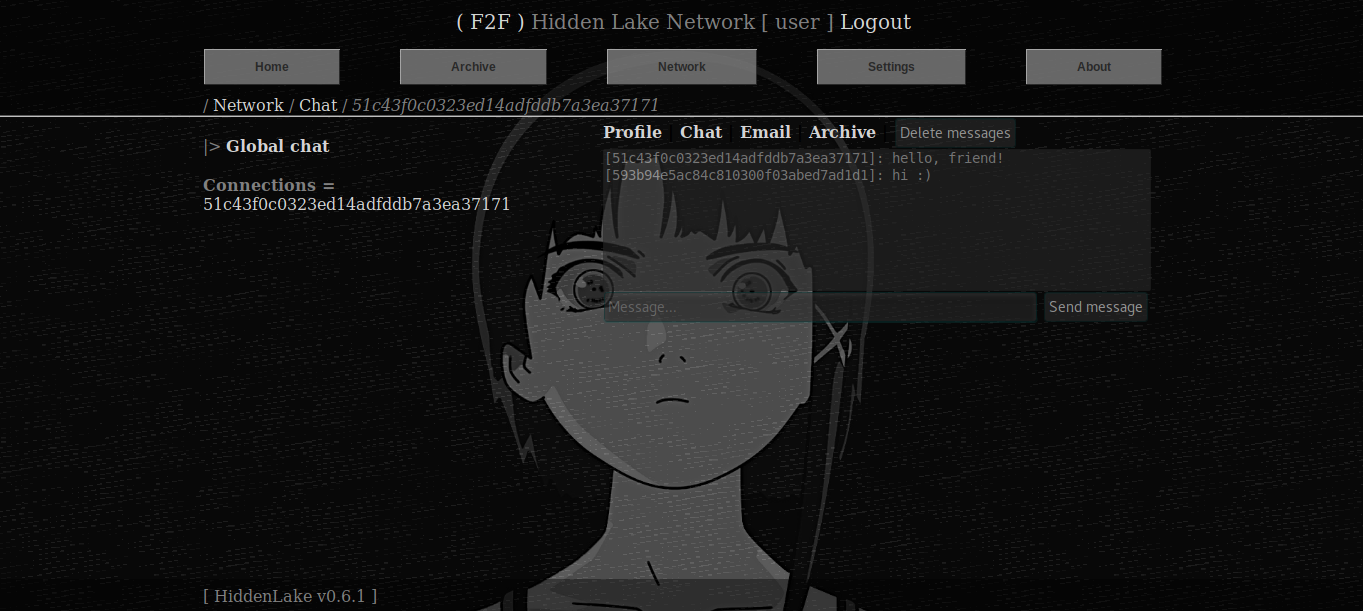 ( F2F ) Hidden Lake Network [ user ] Logout
Home Archive Network Settings About
/ Network / Chat / 51c43f0c0323ed14adfddb7a3ea37171
Profile Chat Email Archive Delete messages
|> Global chat
[51c43f0c0323ed14adfddb7a3ea37171]: hello, friend!
[593b94e5ac84c810300f03abed7ad1d1]: hi :)
Connections =
51c43f0c0323ed14adfddb7a3ea37171
Message... Send message
[ HiddenLake v0.6.1 ]